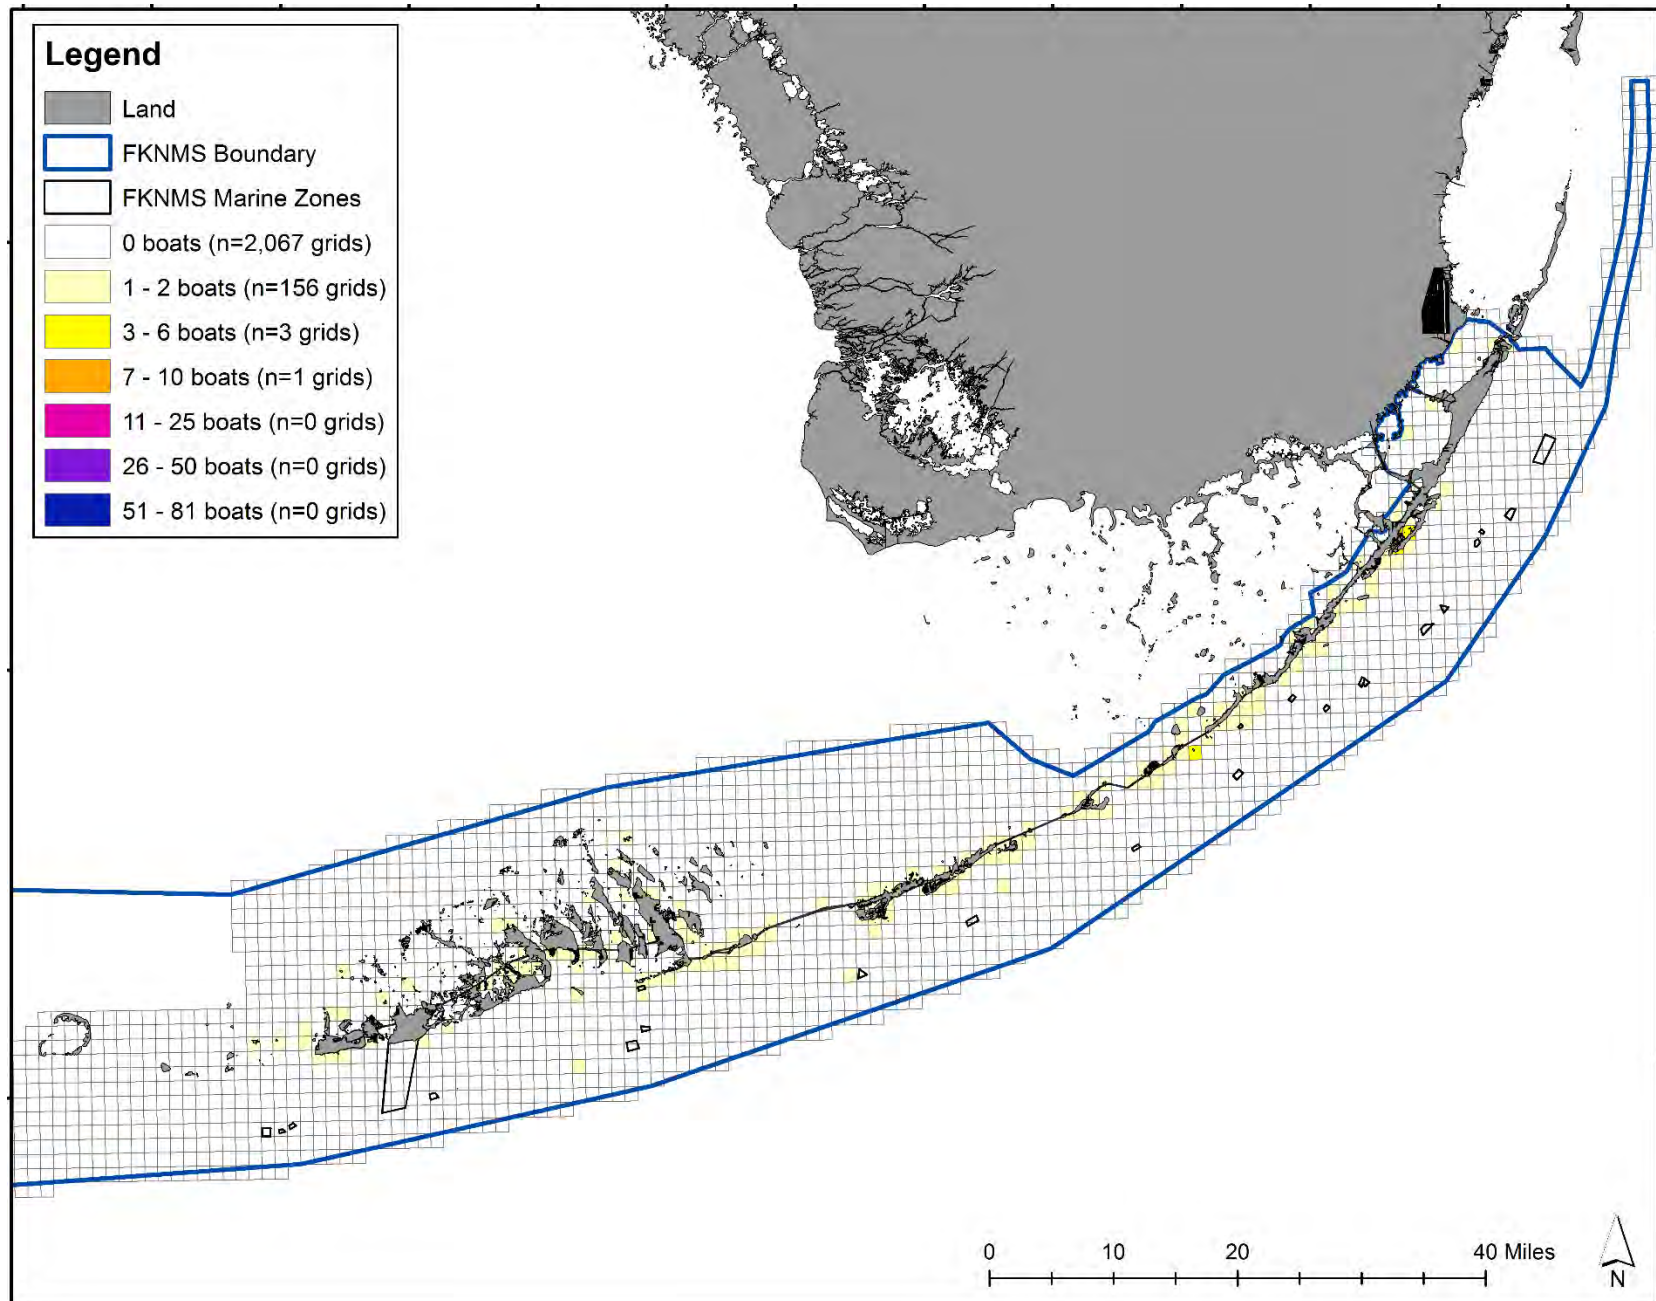 Legend
Land
FKNMS Boundary
FKNMS Marine Zones
0 boats (n=2,067 grids)
1 - 2 boats (n=156 grids)
3 - 6 boats (n=3 grids)
7 - 10 boats (n=1 grids)
11 - 25 boats (n=0 grids)
26 - 50 boats (n=0 grids)
51 - 81 boats (n=0 grids)
0 10 20 40 Miles
N